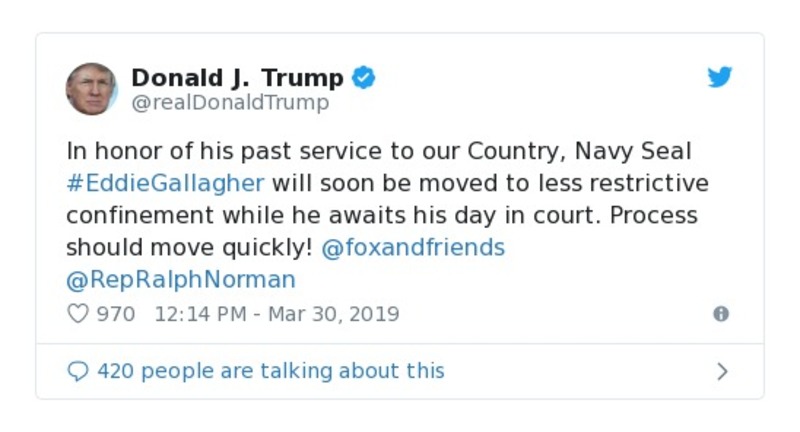 Donald J. Trump
@realDonaldTrump
In honor of his past service to our Country, Navy Seal
#EddieGallagher will soon be moved to less restrictive
confinement while he awaits his day in court. Process
should move quickly! @foxandfriends
@RepRalphNorman
970 12:14 PM - Mar 30, 2019
420 people are talking about this